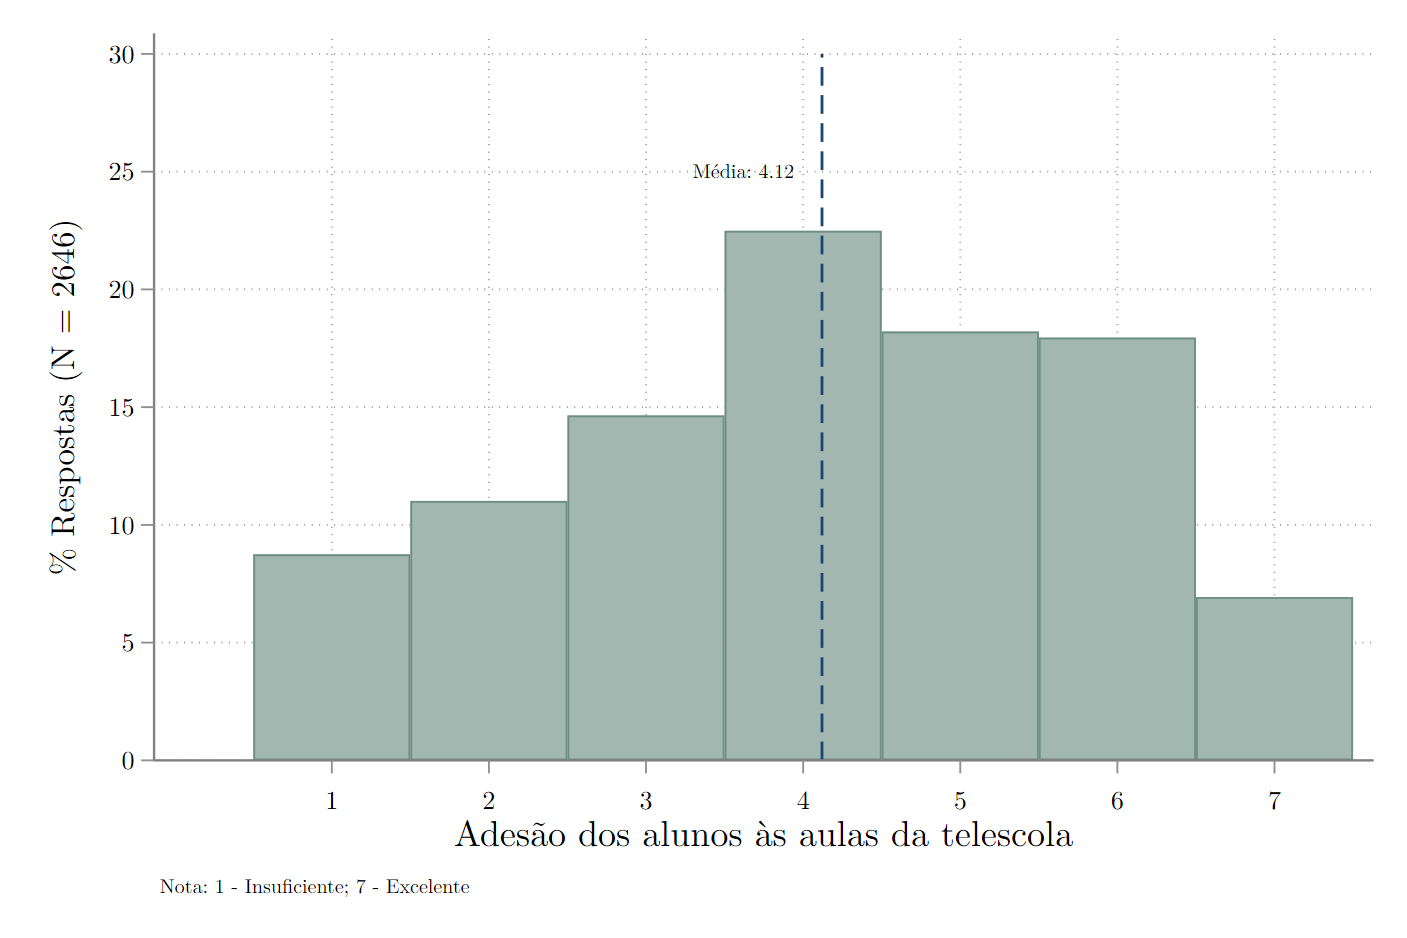 30
25
20
15
10
5
0
% Respostas (N = 2646)
Média: 4.12
1 2 3 4 5 6 7
Adesão dos alunos às aulas da telescola
Nota: 1 - Insuficiente; 7 - Excelente